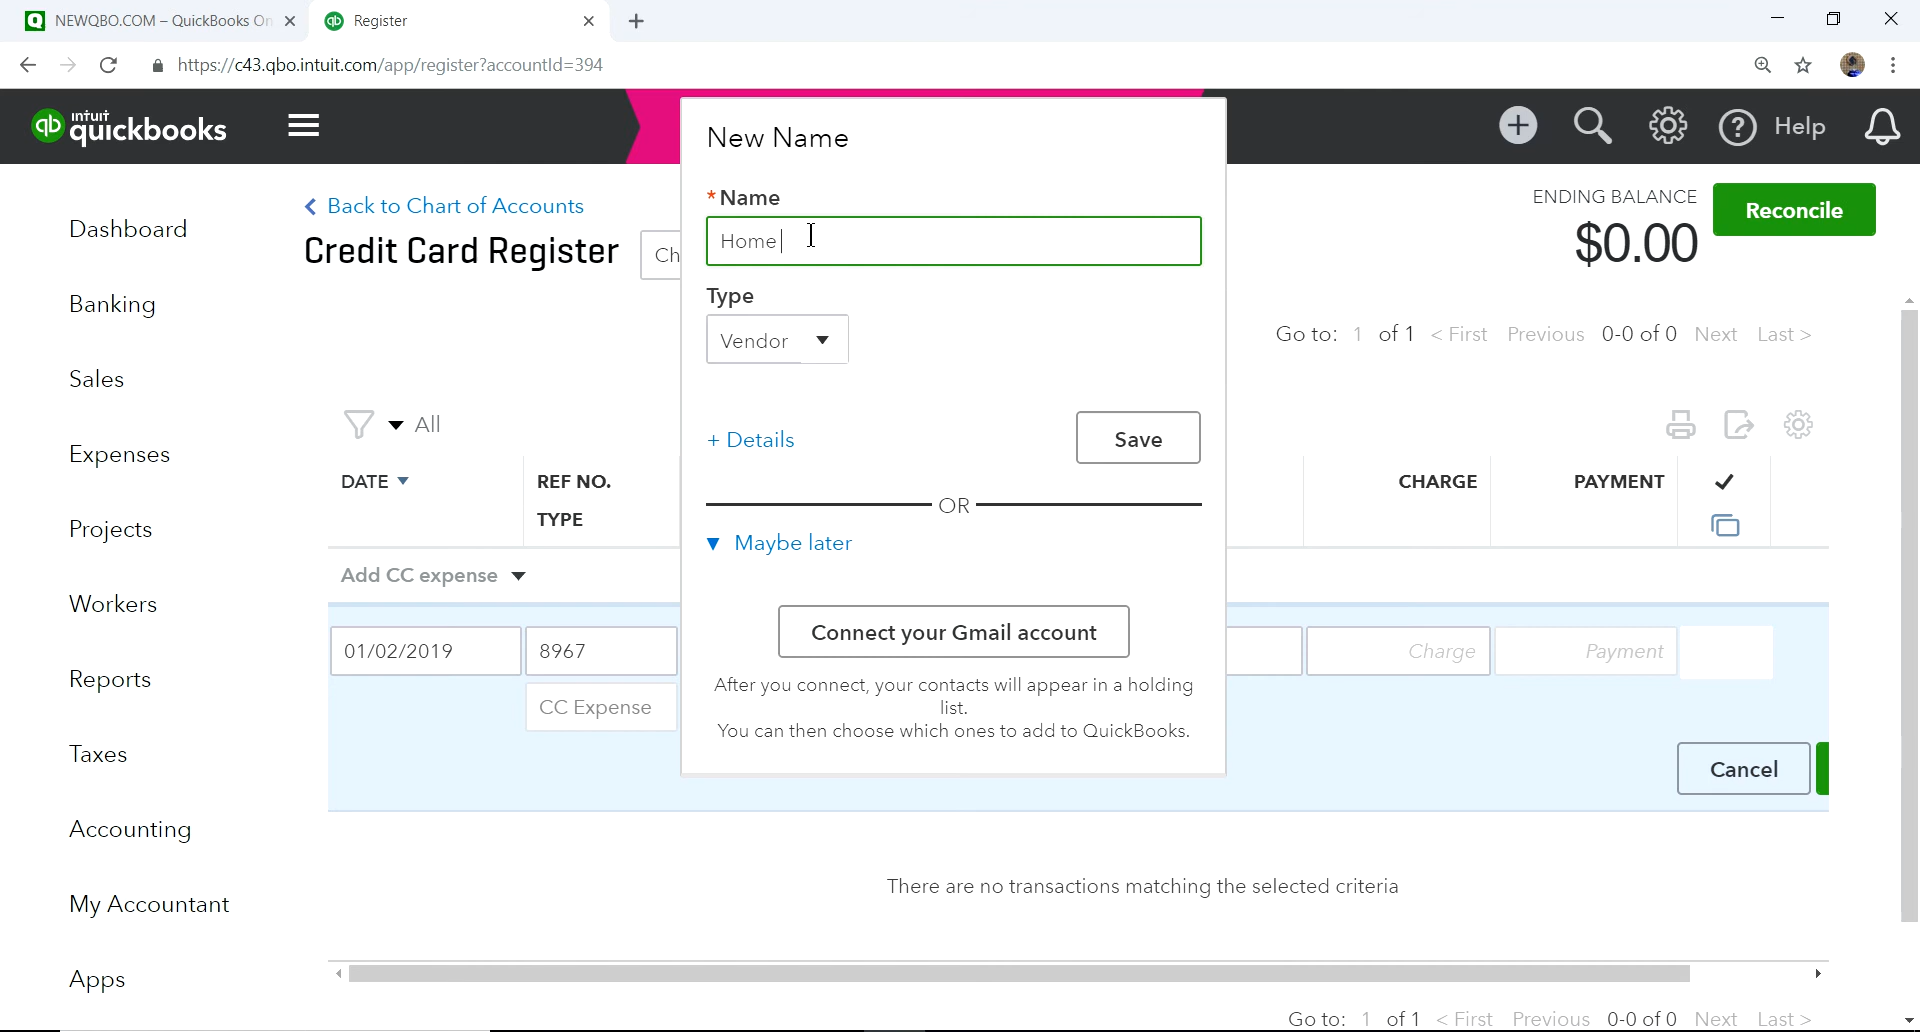 NEWQBO.COM – QuickBooks On
Register
https://c43.qbo.intuit.com/app/register?accountId=394
intuit
quickbooks
Help
New Name
*Name
Home
Type
Vendor
+ Details
Save
OR
Maybe later
Connect your Gmail account
After you connect, your contacts will appear in a holding
list.
You can then choose which ones to add to QuickBooks.
Dashboard
Banking
Sales
Expenses
Projects
Workers
Reports
Taxes
Accounting
My Accountant
Apps
Back to Chart of Accounts
Credit Card Register
Ch
ENDING BALANCE
$0.00
Reconcile
Go to: 1 of 1 < First Previous 0-0 of 0 Next Last >
All
DATE
REF NO.
TYPE
CHARGE
PAYMENT
Add CC expense
01/02/2019
8967
Charge
Payment
CC Expense
Cancel
There are no transactions matching the selected criteria
Go to: 1 of 1 < First Previous 0-0 of 0 Next Last >